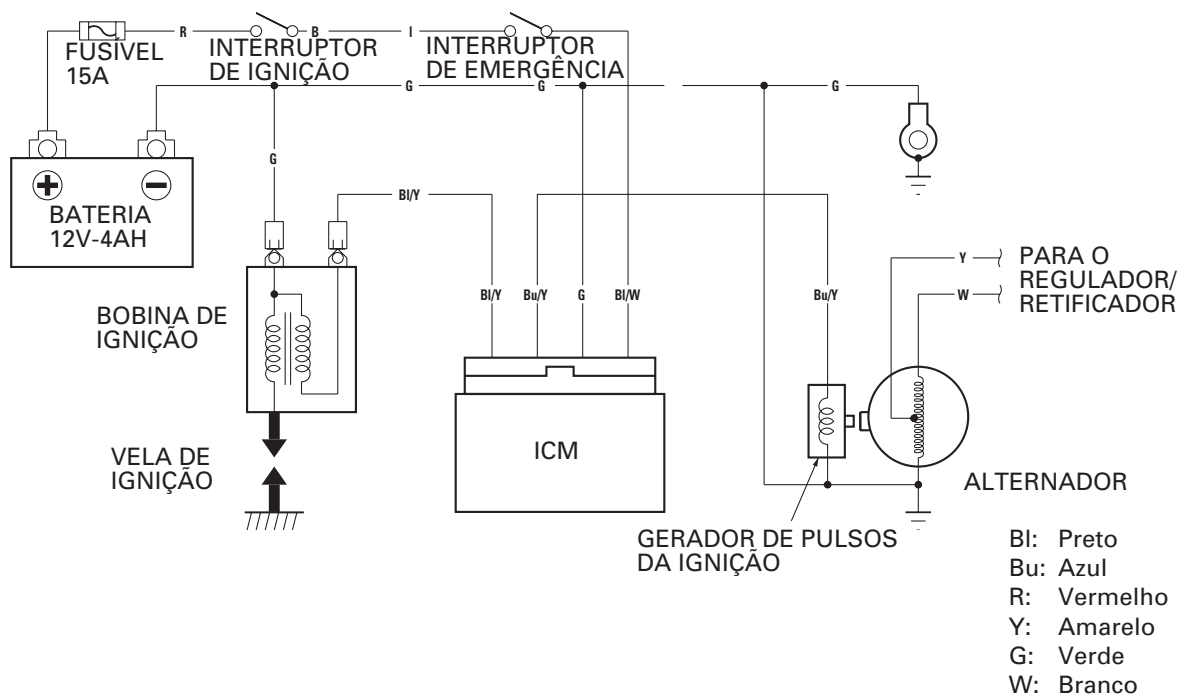 R
B
I
FUSÍVEL
15A
INTERRUPTOR
DE IGNIÇÃO
INTERRUPTOR
DE EMERGÊNCIA
G
G
G
G
BATERIA
12V-4AH
Bl/Y
Bl/Y
Bu/Y
G
Bl/W
Bu/Y
Y
W
PARA O
REGULADOR/
RETIFICADOR
BOBINA DE
IGNIÇÃO
VELA DE
IGNIÇÃO
ICM
ALTERNADOR
GERADOR DE PULSOS
DA IGNIÇÃO
Bl: Preto
Bu: Azul
R: Vermelho
Y: Amarelo
G: Verde
W: Branco